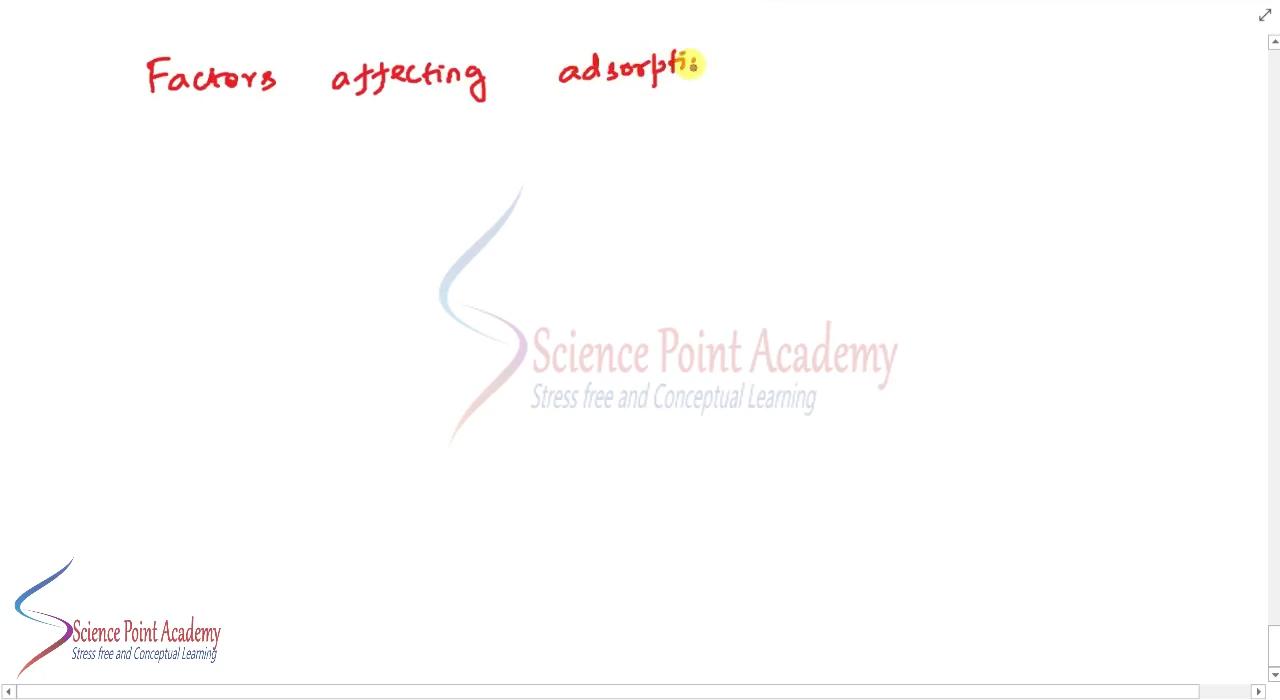 Factors affecting adsorpti
Science Point Academy
Stress free and Conceptual Learning
Science Point Academy
Stress free and Conceptual Learning